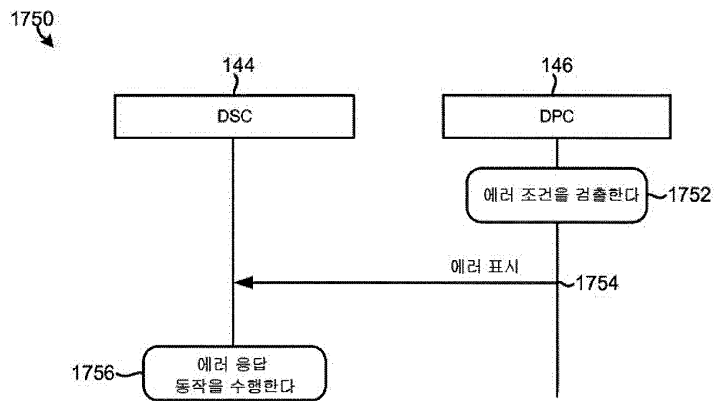 1750
144
146
DSC
DPC
에러 조건을 검출한다
1752
에러 표시
1754
1756
에러 응답
동작을 수행한다